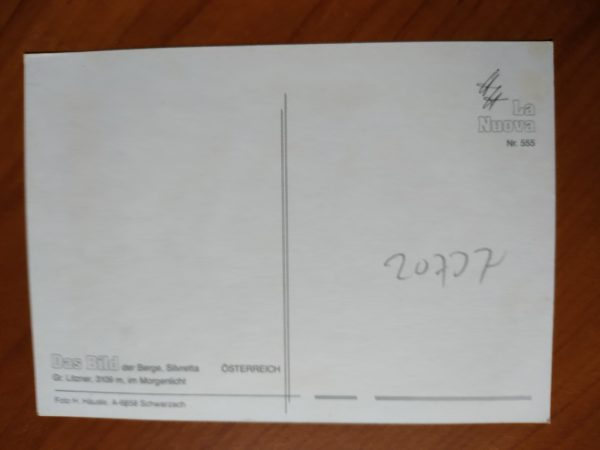 La
Nuova
Nr. 555
20737
Das Bild der Berge, Silvretta ÖSTERREICH
Gr. Litzner, 3109 m, im Morgenlicht
Foto H. Häusle, A-6858 Schwarzach